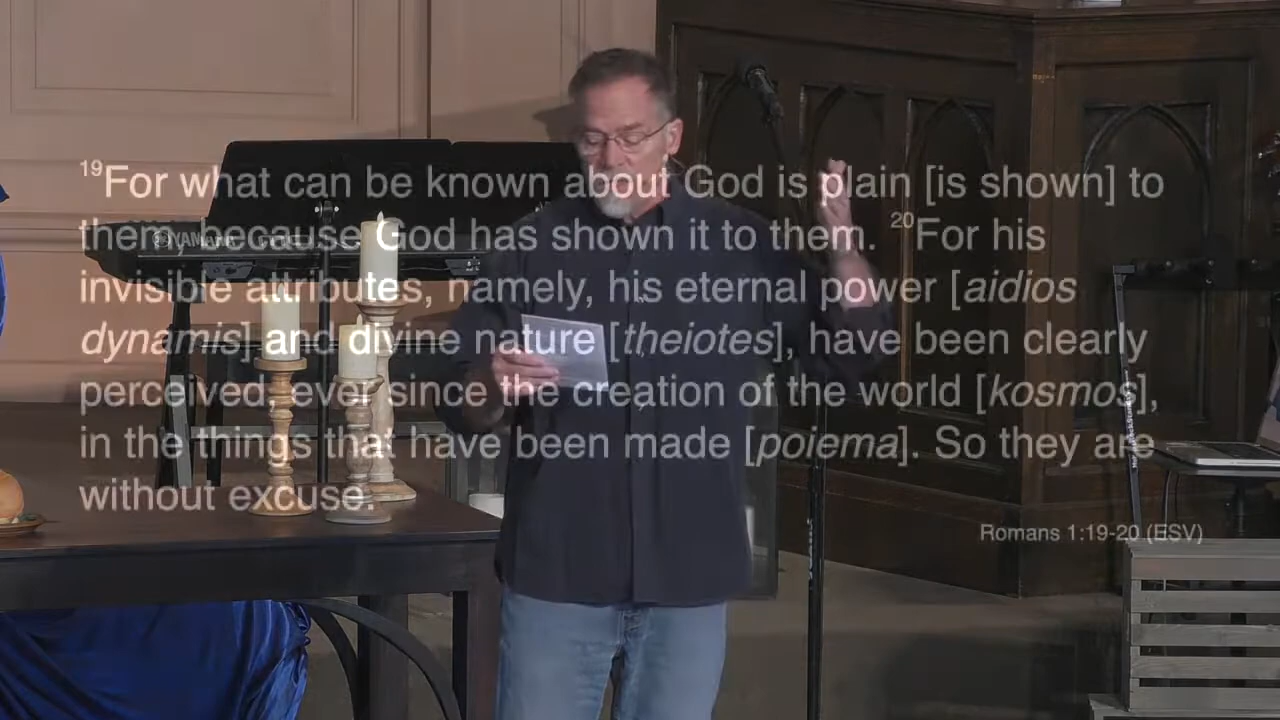 ¹⁹For what can be known about God is plain [is shown] to
them, because God has shown it to them. ²⁰For his
invisible attributes, namely, his eternal power [aidios
dynamis] and divine nature [theiotes], have been clearly
perceived, ever since the creation of the world [kosmos],
in the things that have been made [poiema]. So they are
without excuse.
Romans 1:19-20 (ESV)
YAMAHA